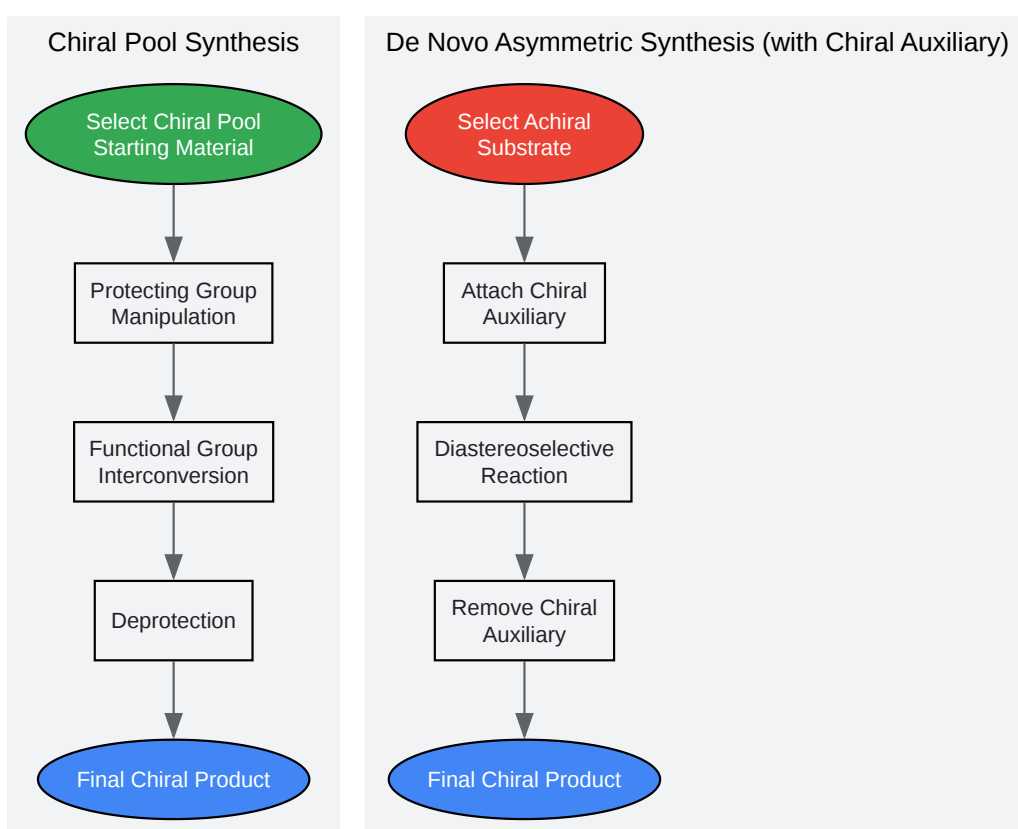 Chiral Pool Synthesis
Select Chiral Pool
Starting Material
Protecting Group
Manipulation
Functional Group
Interconversion
Deprotection
Final Chiral Product
De Novo Asymmetric Synthesis (with Chiral Auxiliary)
Select Achiral
Substrate
Attach Chiral
Auxiliary
Diastereoselective
Reaction
Remove Chiral
Auxiliary
Final Chiral Product